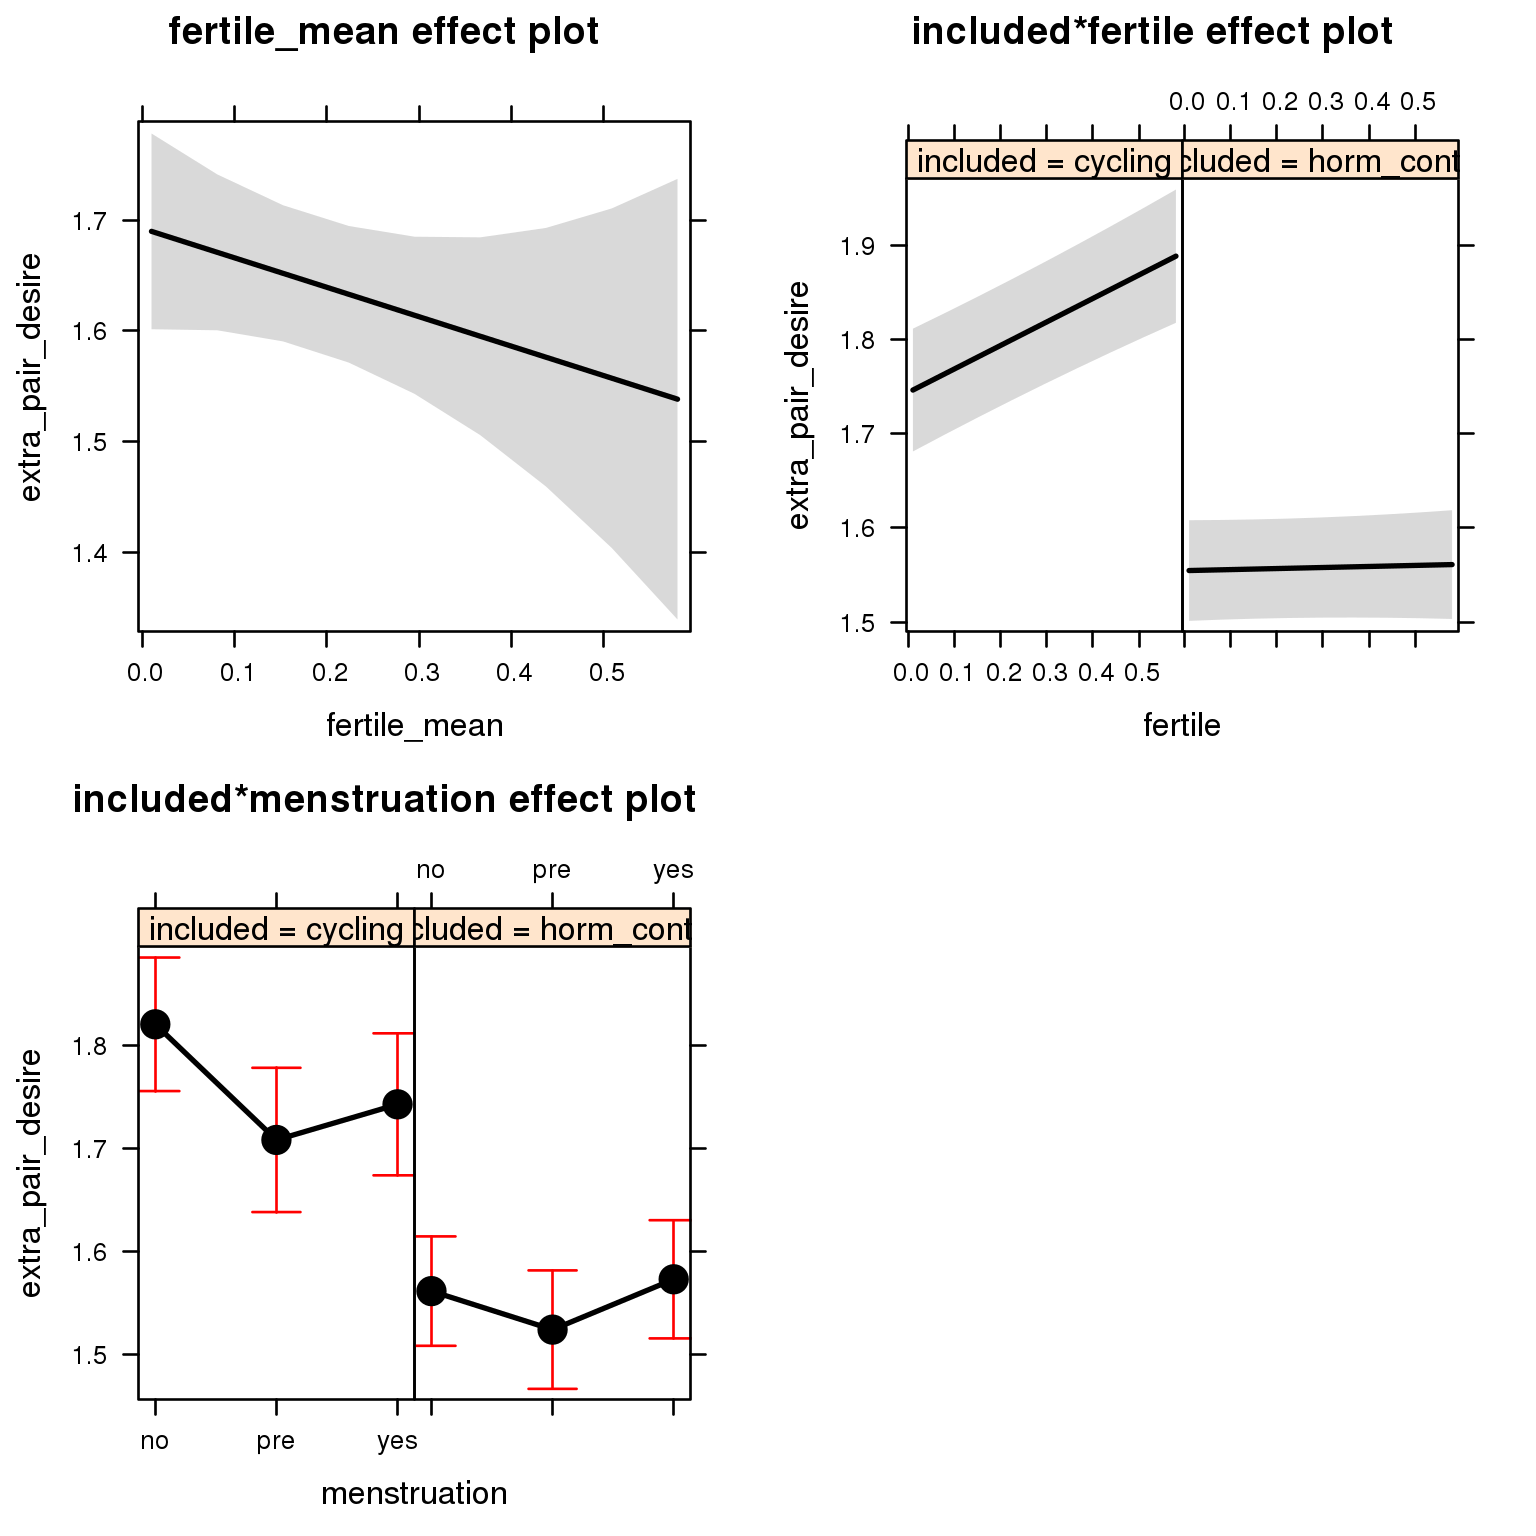 fertile_mean effect plot
extra_pair_desire
1.7
1.6
1.5
1.4
0.0 0.1 0.2 0.3 0.4 0.5
fertile_mean
included*fertile effect plot
0.0 0.1 0.2 0.3 0.4 0.5
included = cycling
cluded = horm_cont
extra_pair_desire
1.9
1.8
1.7
1.6
1.5
0.0 0.1 0.2 0.3 0.4 0.5
fertile
included*menstruation effect plot
no pre yes
included = cycling
cluded = horm_cont
extra_pair_desire
1.8
1.7
1.6
1.5
no pre yes
menstruation